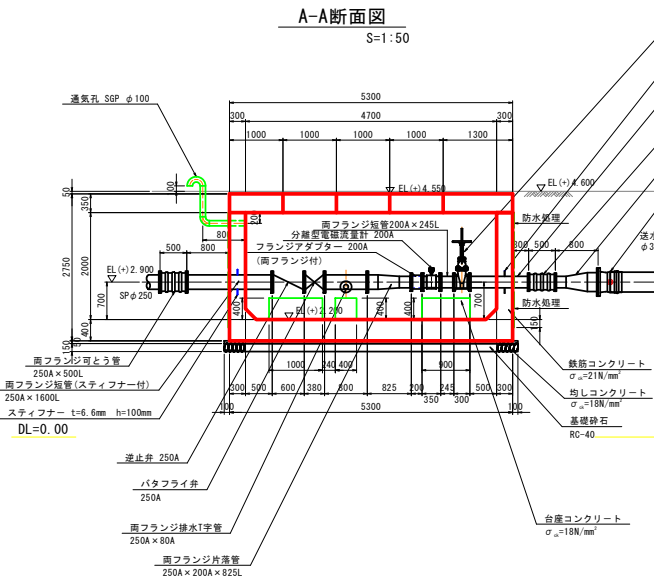 A-A断面図
S=1:50
通気孔 SGP φ100
5300
300 4700 300
1000 1000 1000 1000 1300
EL(+)4.550
EL(+)4.600
50
350
2750
2000
400
150
50
200
800
両フランジ短管200A×245L
分離型電磁流量計 200A
フランジアダプター 200A
(両フランジ付)
防水処理
500 800
300 500 800
送水
φ3
EL(+)2.900
SPφ250
700
400
EL(+)2.200
400
400
700
防水処理
150
両フランジ可とう管
250A×500L
両フランジ短管(スティフナー付)
250A×1600L
スティフナー t=6.6mm h=100mm
DL=0.00
1000 240 400 900
300 500 600 380 800 825 200 245 500 300
350 300
100 5300 100
鉄筋コンクリート
σck=21N/mm²
均しコンクリート
σck=18N/mm²
基礎砕石
RC-40
逆止弁 250A
バタフライ弁
250A
両フランジ排水T字管
250A×80A
両フランジ片落管
250A×200A×825L
台座コンクリート
σck=18N/mm²